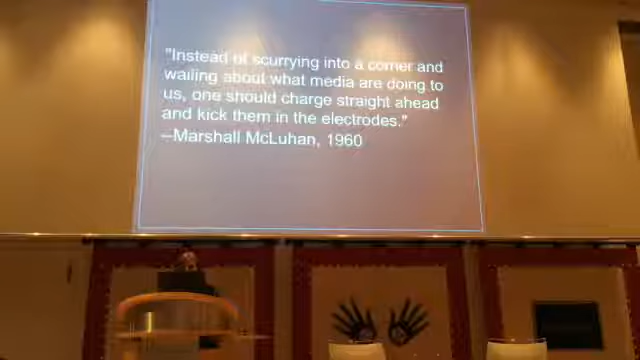 "Instead of scurrying into a corner and
wailing about what media are doing to
us, one should charge straight ahead
and kick them in the electrodes."
--Marshall McLuhan, 1960